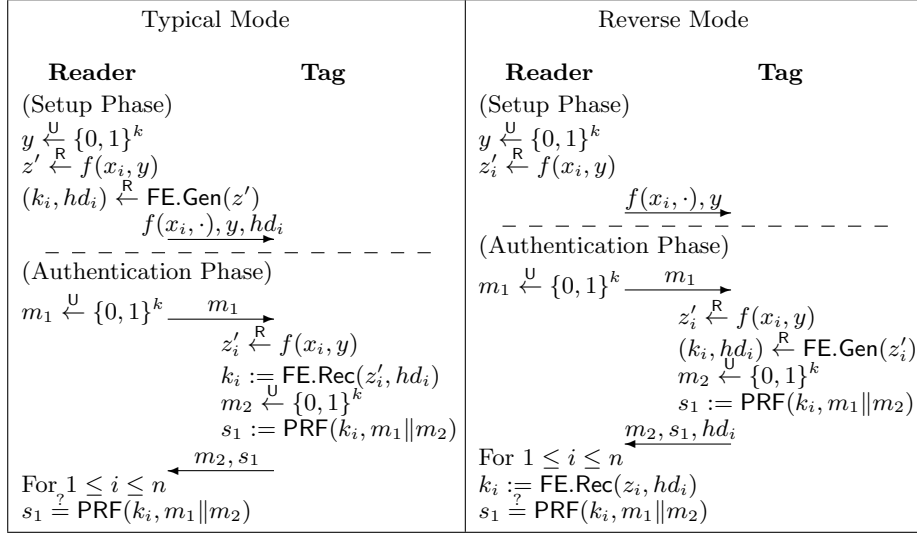 Typical Mode
Reader Tag
(Setup Phase)
y ←U {0, 1}^k
z′ ←R f(x_i, y)
(k_i, hd_i) ←R FE.Gen(z′)
f(x_i, ·), y, hd_i
(Authentication Phase)
m_1 ←U {0, 1}^k m_1
z′_i ←R f(x_i, y)
k_i := FE.Rec(z′_i, hd_i)
m_2 ←U {0, 1}^k
s_1 := PRF(k_i, m_1∥m_2)
m_2, s_1
For 1 ≤ i ≤ n
s_1 ?= PRF(k_i, m_1∥m_2)
Reverse Mode
Reader Tag
(Setup Phase)
y ←U {0, 1}^k
z′_i ←R f(x_i, y)
f(x_i, ·), y
(Authentication Phase)
m_1 ←U {0, 1}^k m_1
z′_i ←R f(x_i, y)
(k_i, hd_i) ←R FE.Gen(z′_i)
m_2 ←U {0, 1}^k
s_1 := PRF(k_i, m_1∥m_2)
m_2, s_1, hd_i
For 1 ≤ i ≤ n
k_i := FE.Rec(z_i, hd_i)
s_1 ?= PRF(k_i, m_1∥m_2)